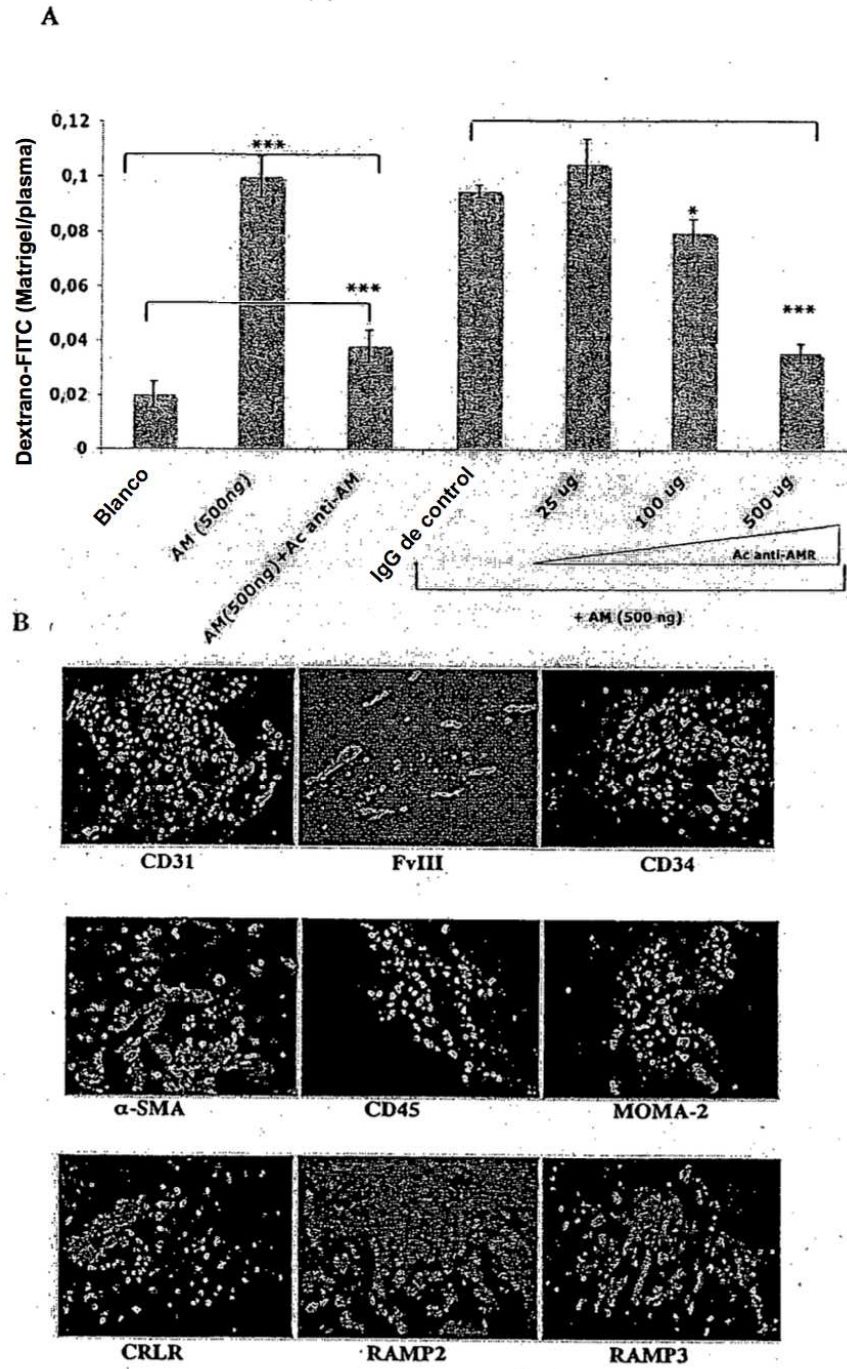 A
Dextrano-FITC (Matrigel/plasma)
0,12
0,1
0,08
0,06
0,04
0,02
0
***
***
*
***
Blanco
AM (500ng)
AM(500ng)+Ac anti-AM
IgG de control
25 ug
100 ug
500 ug
Ac anti-AMR
+ AM (500 ng)
B
CD31 FvIII CD34
α-SMA CD45 MOMA-2
CRLR RAMP2 RAMP3